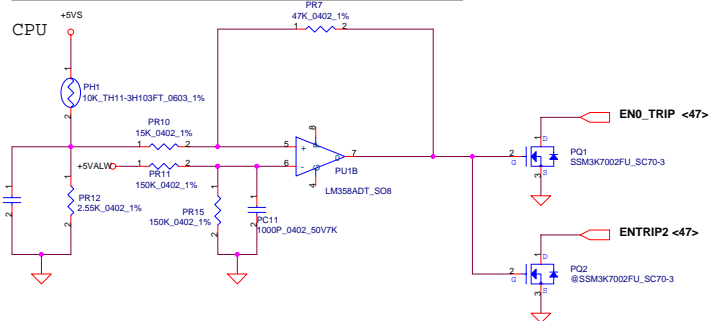 PR7
47K_0402_1%
1 2
CPU
+5VS
1
PH1
10K_TH11-3H103FT_0603_1%
2
PR10
15K_0402_1%
1 2
8
5
+
P
7
EN0_TRIP <47>
1
D
2
G
PQ1
SSM3K7002FU_SC70-3
3
S
+5VALW
1 2
PR11
150K_0402_1%
6
-
G
4
PU1B
LM358ADT_SO8
2
1
PR12
2.55K_0402_1%
2
1
PR15
150K_0402_1%
2
1
PC11
1000P_0402_50V7K
2
ENTRIP2 <47>
1
D
2
G
PQ2
@SSM3K7002FU_SC70-3
3
S